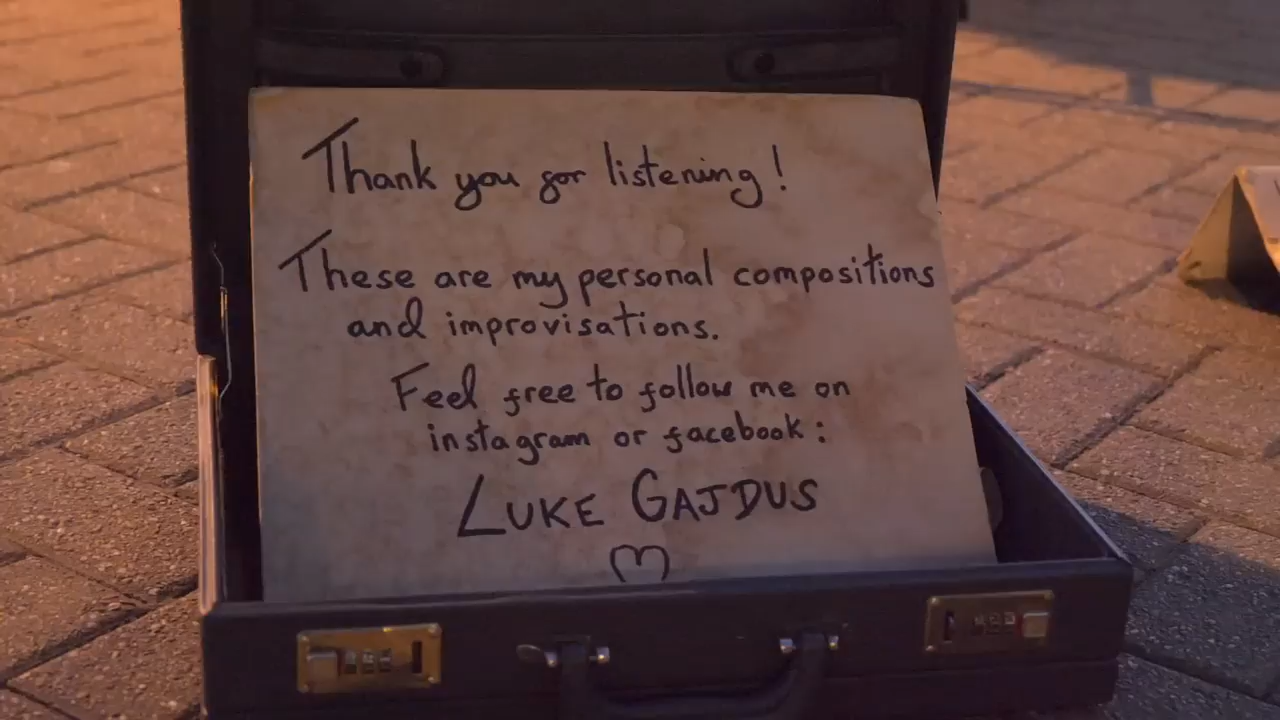 Thank you for listening!
These are my personal compositions
and improvisations.
Feel free to follow me on
instagram or facebook:
LUKE GAJDUS